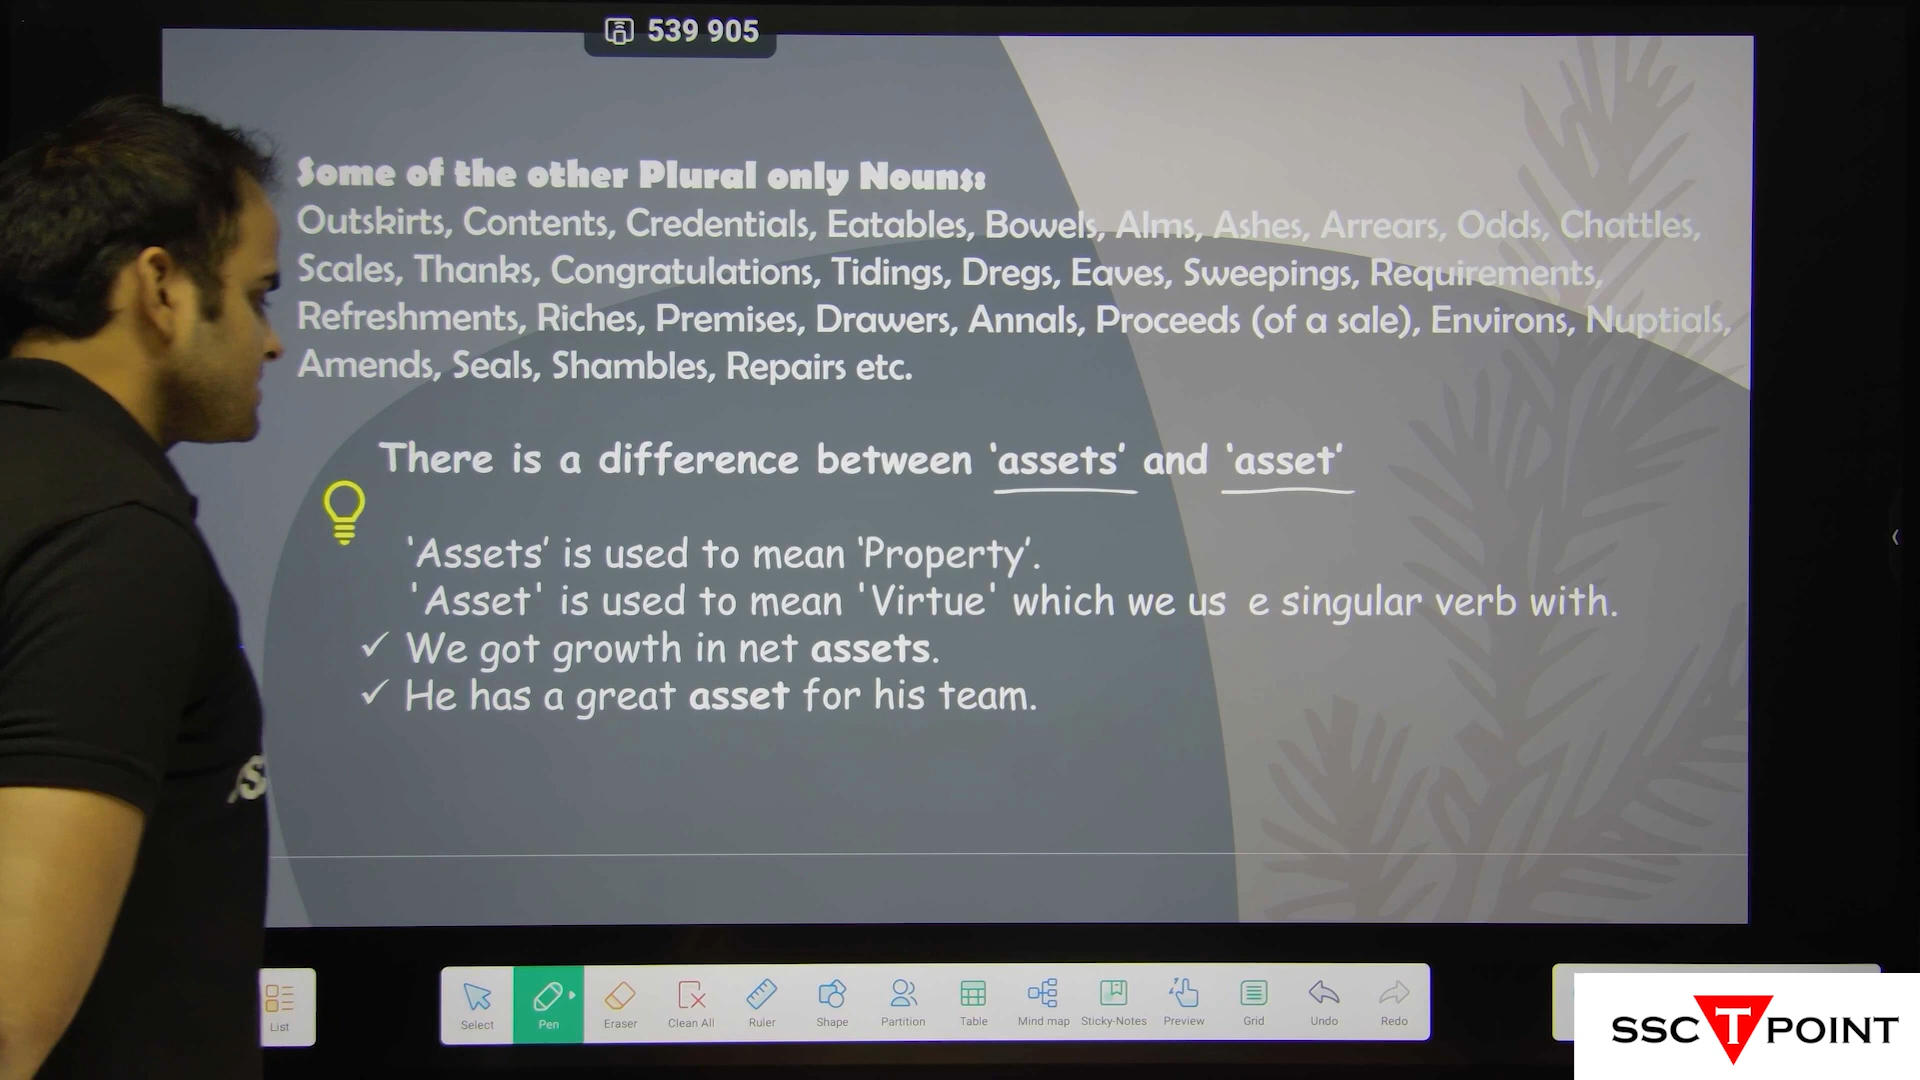 539 905
Some of the other Plural only Nouns:
Outskirts, Contents, Credentials, Eatables, Bowels, Alms, Ashes, Arrears, Odds, Chattles,
Scales, Thanks, Congratulations, Tidings, Dregs, Eaves, Sweepings, Requirements,
Refreshments, Riches, Premises, Drawers, Annals, Proceeds (of a sale), Environs, Nuptials,
Amends, Seals, Shambles, Repairs etc.
There is a difference between ‘assets’ and ‘asset’
‘Assets’ is used to mean ‘Property’.
'Asset' is used to mean 'Virtue' which we us e singular verb with.
✓ We got growth in net assets.
✓ He has a great asset for his team.
List Select Pen Eraser Clean All Ruler Shape Partition Table Mind map Sticky-Notes Preview Grid Undo Redo
SSC T POINT